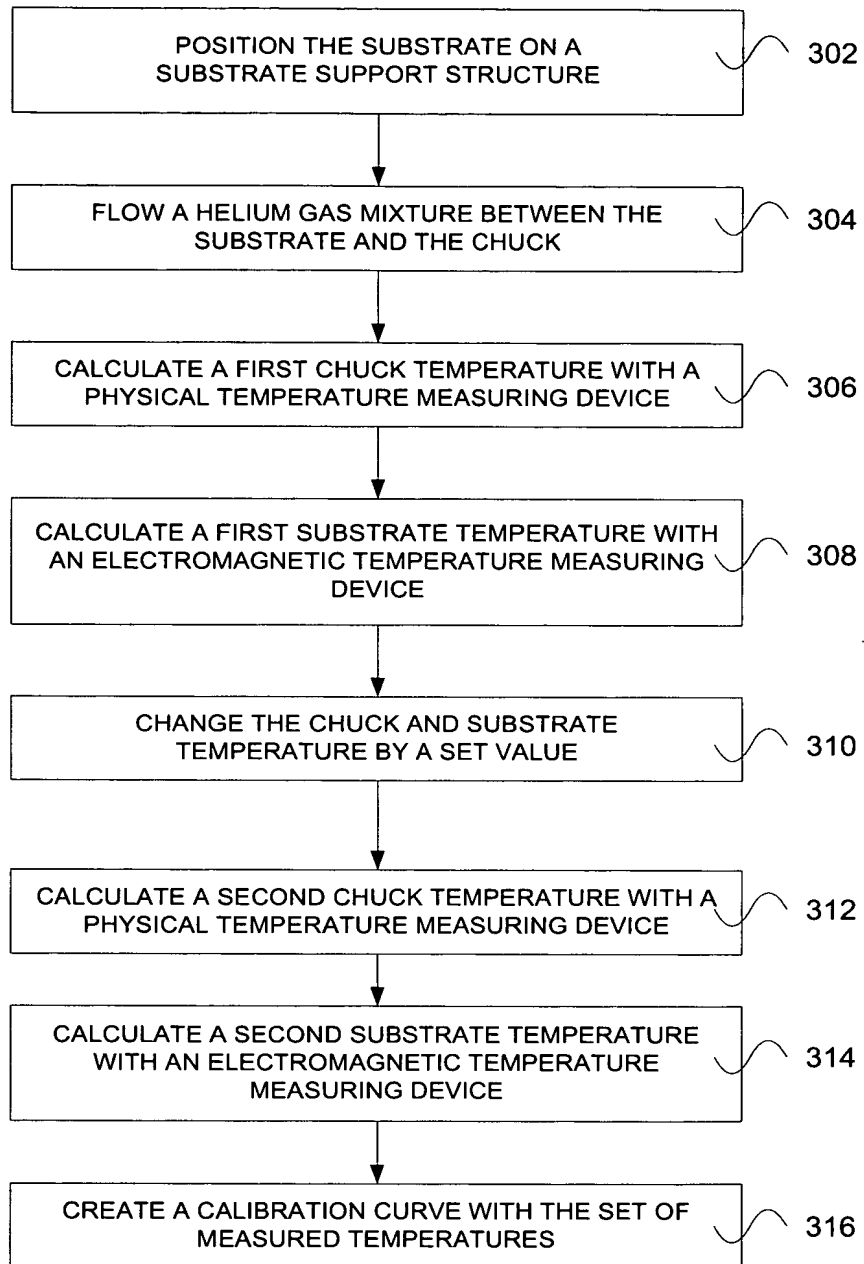 POSITION THE SUBSTRATE ON A
SUBSTRATE SUPPORT STRUCTURE
302
FLOW A HELIUM GAS MIXTURE BETWEEN THE
SUBSTRATE AND THE CHUCK
304
CALCULATE A FIRST CHUCK TEMPERATURE WITH A
PHYSICAL TEMPERATURE MEASURING DEVICE
306
CALCULATE A FIRST SUBSTRATE TEMPERATURE WITH
AN ELECTROMAGNETIC TEMPERATURE MEASURING
DEVICE
308
CHANGE THE CHUCK AND SUBSTRATE
TEMPERATURE BY A SET VALUE
310
CALCULATE A SECOND CHUCK TEMPERATURE WITH A
PHYSICAL TEMPERATURE MEASURING DEVICE
312
CALCULATE A SECOND SUBSTRATE TEMPERATURE
WITH AN ELECTROMAGNETIC TEMPERATURE
MEASURING DEVICE
314
CREATE A CALIBRATION CURVE WITH THE SET OF
MEASURED TEMPERATURES
316